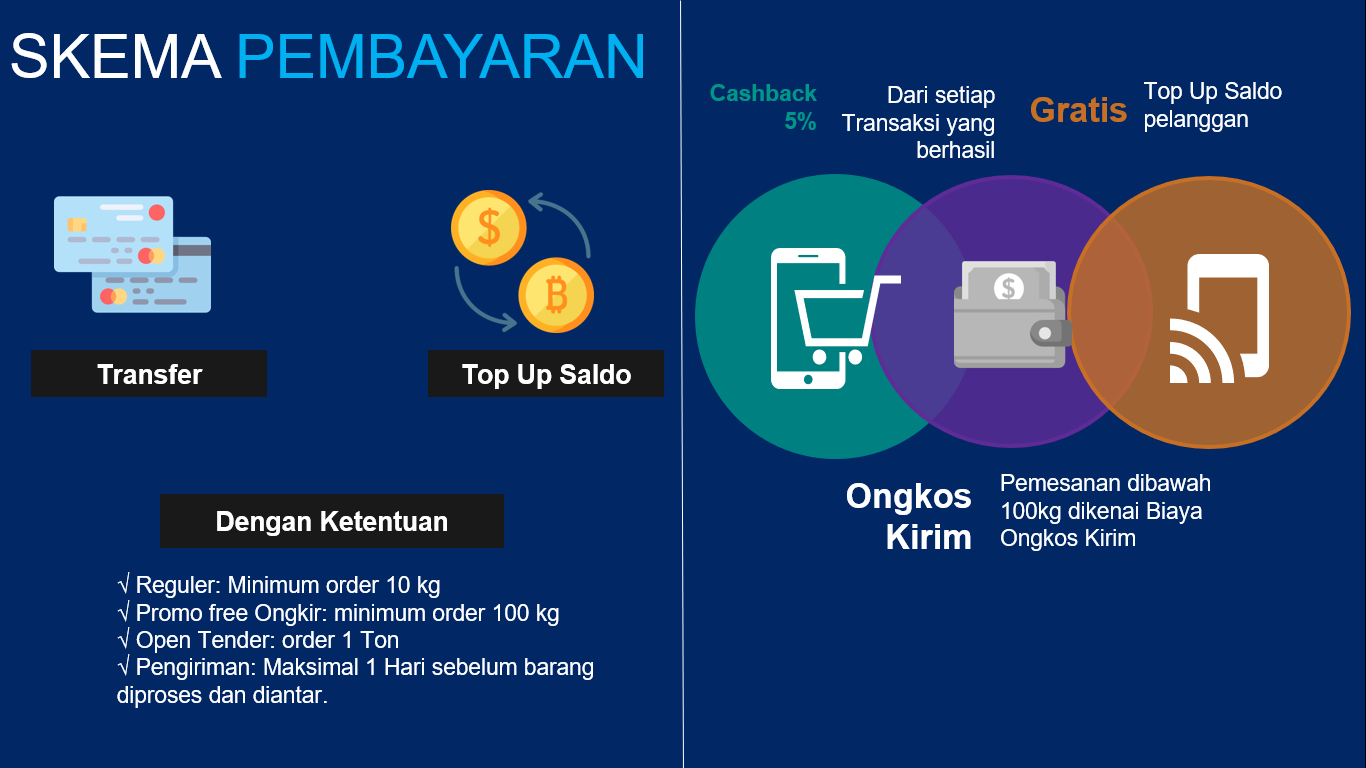 SKEMA PEMBAYARAN
Transfer
Top Up Saldo
Dengan Ketentuan
√ Reguler: Minimum order 10 kg
√ Promo free Ongkir: minimum order 100 kg
√ Open Tender: order 1 Ton
√ Pengiriman: Maksimal 1 Hari sebelum barang
diproses dan diantar.
Cashback
5%
Dari setiap
Transaksi yang
berhasil
Gratis
Top Up Saldo
pelanggan
Ongkos
Kirim
Pemesanan dibawah
100kg dikenai Biaya
Ongkos Kirim